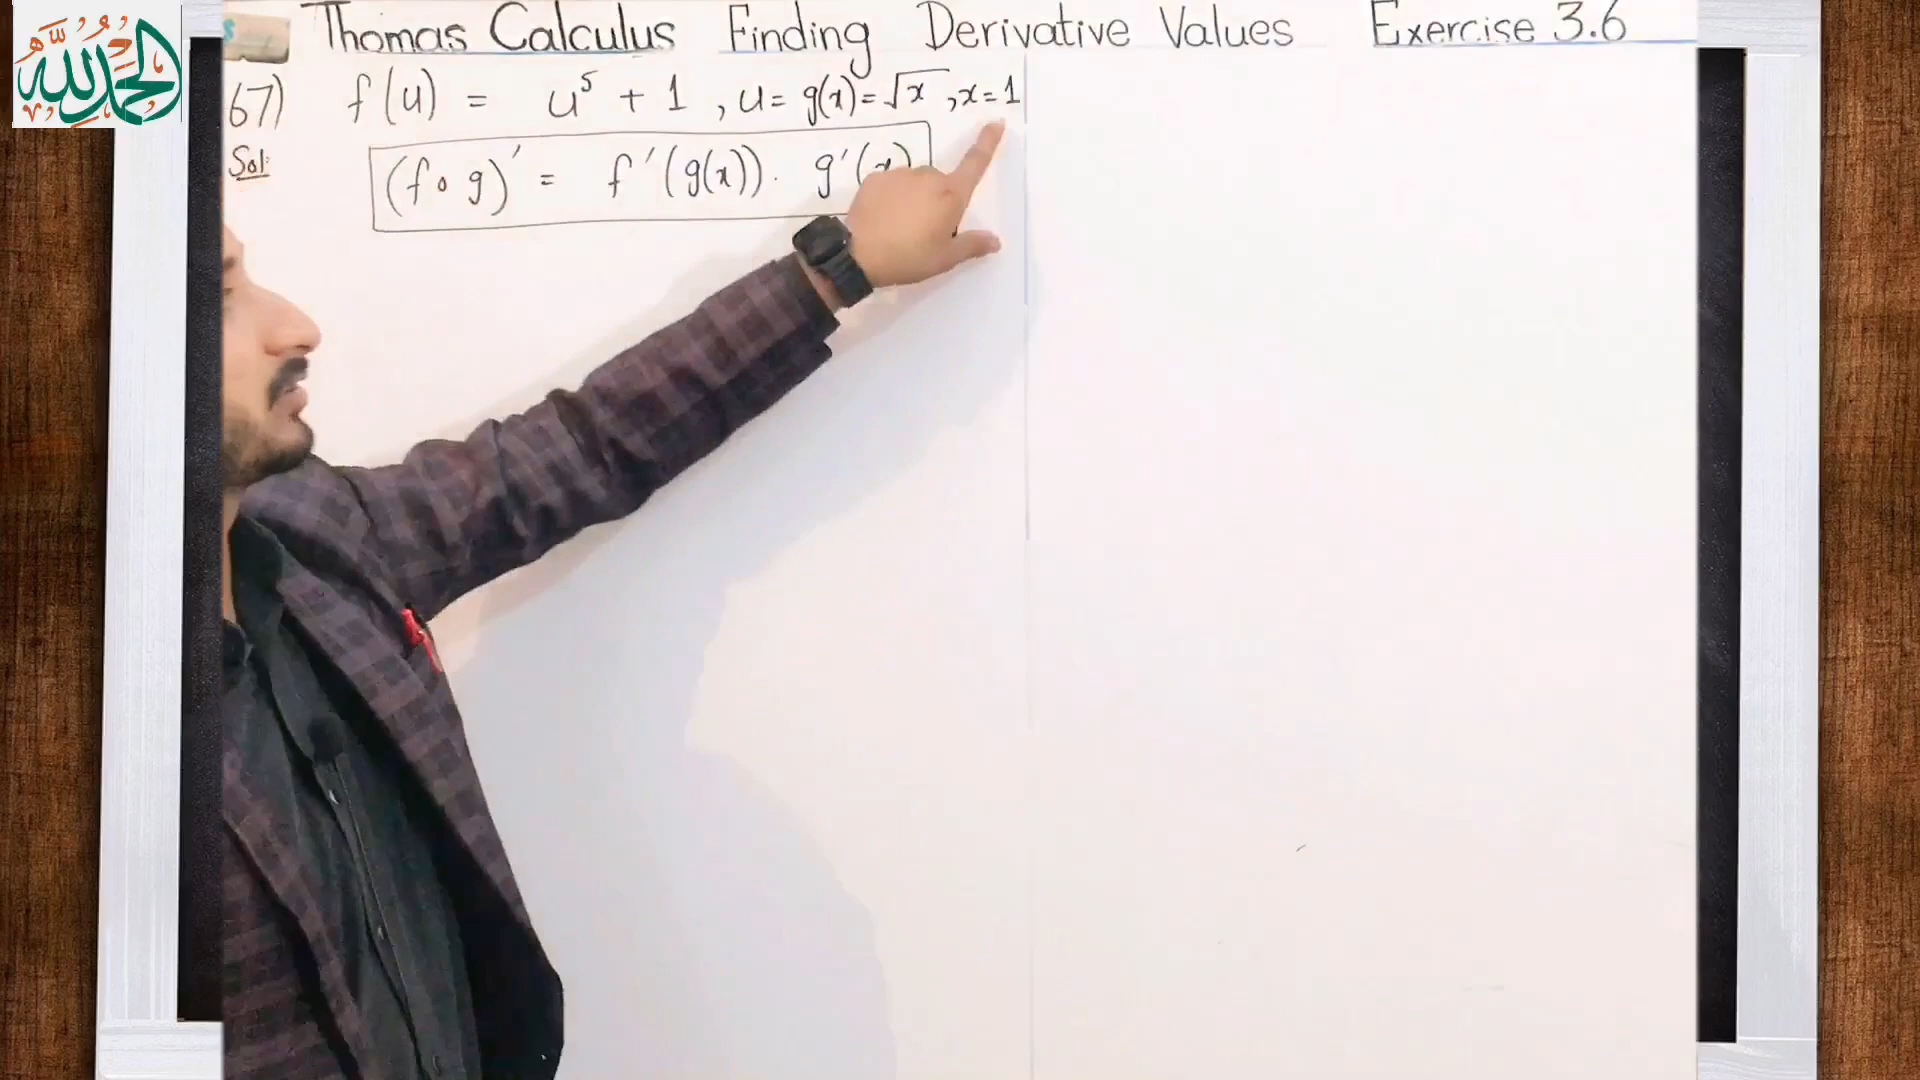 الحمد لله
Thomas Calculus Finding Derivative Values Exercise 3.6
67) f(u) = u⁵ + 1 , u = g(x) = √x , x = 1
Sol:
(f∘g)′ = f′(g(x)) · g′(x)